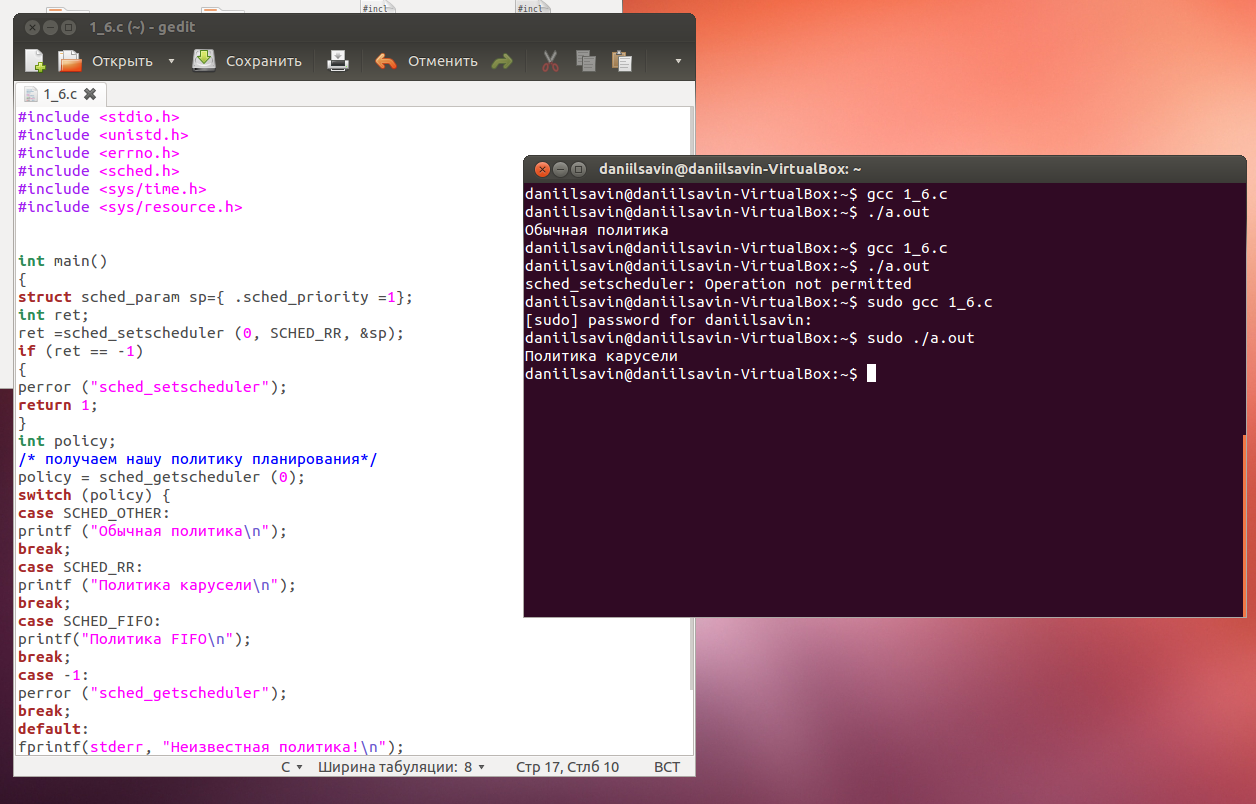 #incl
#incl
1_6.c (~) - gedit
Открыть
Сохранить
Отменить
1_6.c
#include <stdio.h>
#include <unistd.h>
#include <errno.h>
#include <sched.h>
#include <sys/time.h>
#include <sys/resource.h>
int main()
{
struct sched_param sp={ .sched_priority =1};
int ret;
ret =sched_setscheduler (0, SCHED_RR, &sp);
if (ret == -1)
{
perror ("sched_setscheduler");
return 1;
}
int policy;
/* получаем нашу политику планирования*/
policy = sched_getscheduler (0);
switch (policy) {
case SCHED_OTHER:
printf ("Обычная политика\n");
break;
case SCHED_RR:
printf ("Политика карусели\n");
break;
case SCHED_FIFO:
printf("Политика FIFO\n");
break;
case -1:
perror ("sched_getscheduler");
break;
default:
fprintf(stderr, "Неизвестная политика!\n");
C
Ширина табуляции: 8
Стр 17, Стлб 10
ВСТ
daniilsavin@daniilsavin-VirtualBox: ~
daniilsavin@daniilsavin-VirtualBox:~$ gcc 1_6.c
daniilsavin@daniilsavin-VirtualBox:~$ ./a.out
Обычная политика
daniilsavin@daniilsavin-VirtualBox:~$ gcc 1_6.c
daniilsavin@daniilsavin-VirtualBox:~$ ./a.out
sched_setscheduler: Operation not permitted
daniilsavin@daniilsavin-VirtualBox:~$ sudo gcc 1_6.c
[sudo] password for daniilsavin:
daniilsavin@daniilsavin-VirtualBox:~$ sudo ./a.out
Политика карусели
daniilsavin@daniilsavin-VirtualBox:~$